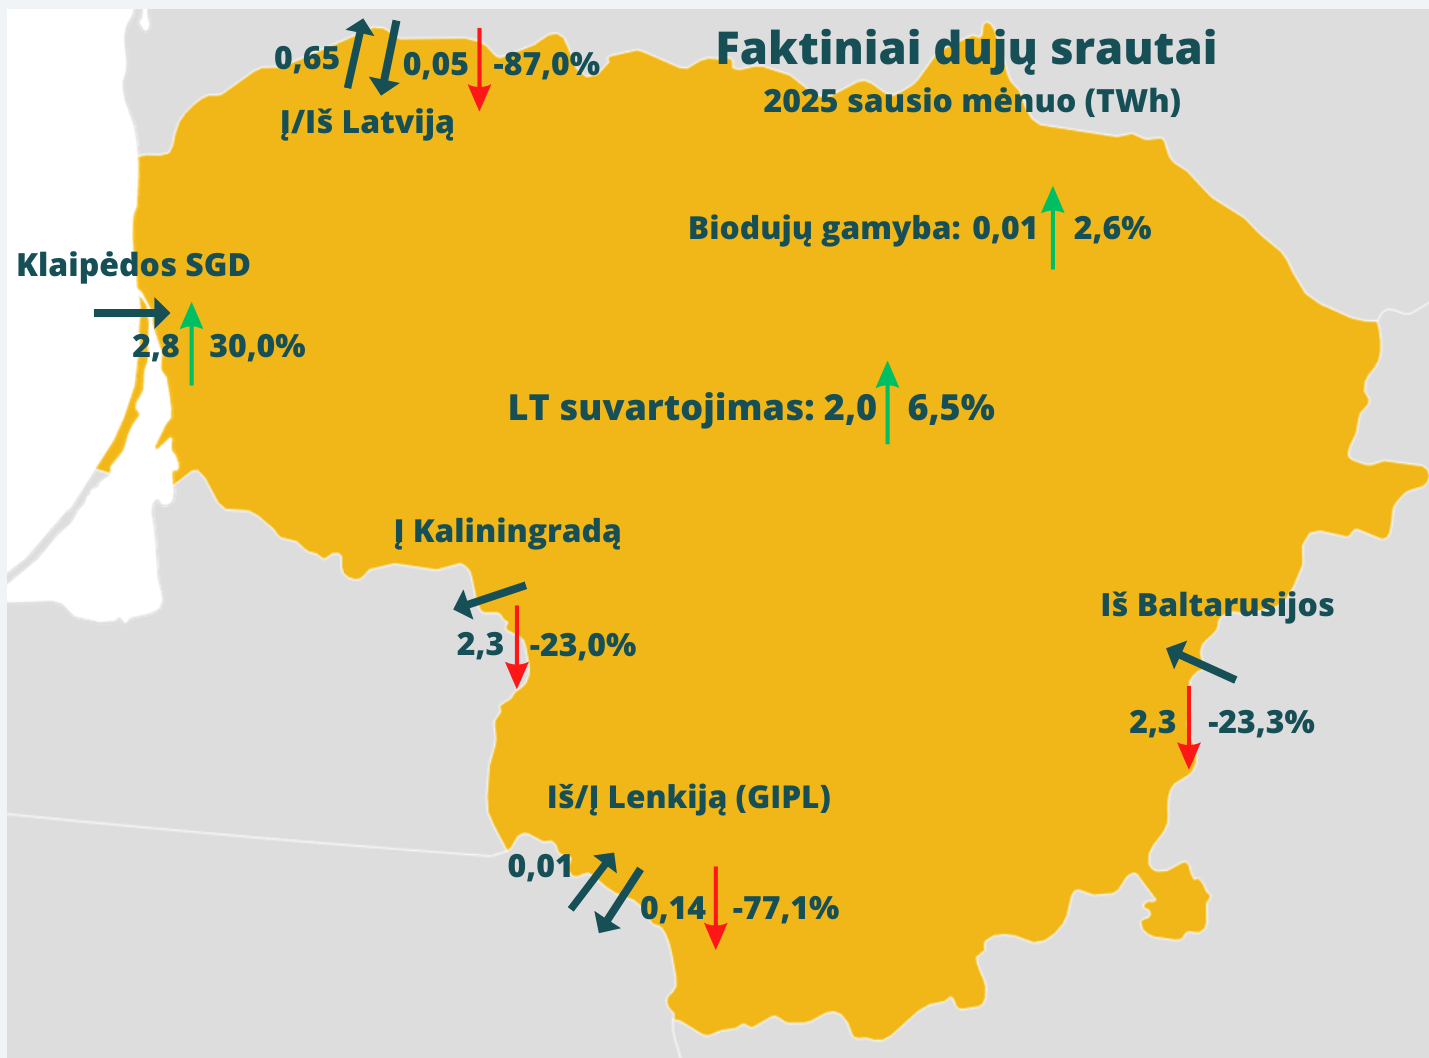 Faktiniai dujų srautai
2025 sausio mėnuo (TWh)
0,65 0,05 -87,0%
Į/Iš Latviją
Biodujų gamyba: 0,01 2,6%
Klaipėdos SGD
2,8 30,0%
LT suvartojimas: 2,0 6,5%
Į Kaliningradą
2,3 -23,0%
Iš Baltarusijos
2,3 -23,3%
Iš/Į Lenkiją (GIPL)
0,01
0,14 -77,1%